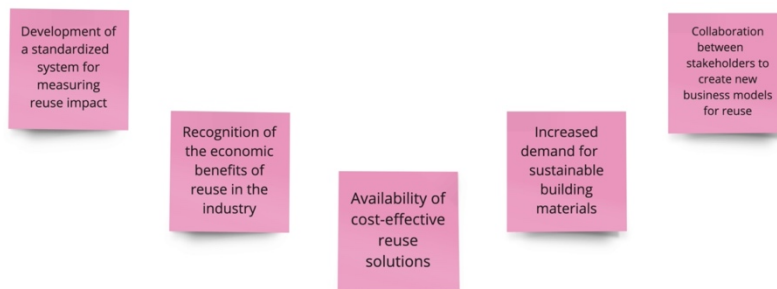 Development of
a standardized
system for
measuring
reuse impact
Recognition of
the economic
benefits of
reuse in the
industry
Availability of
cost-effective
reuse
solutions
Increased
demand for
sustainable
building
materials
Collaboration
between
stakeholders to
create new
business models
for reuse